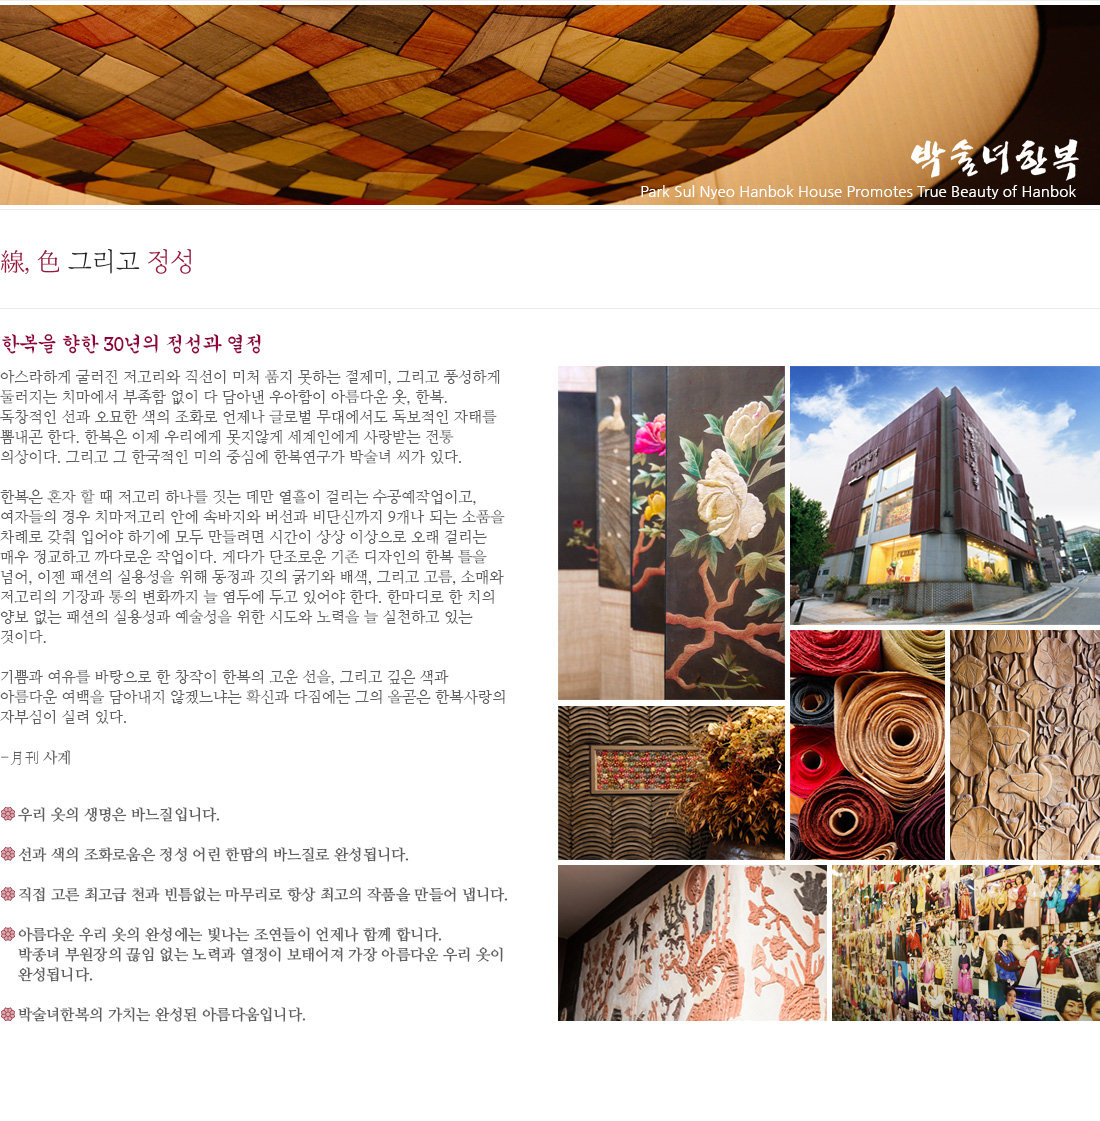 박술녀한복
Park Sul Nyeo Hanbok House Promotes True Beauty of Hanbok
線, 色 그리고 정성
한복을 향한 30년의 정성과 열정
아스라하게 굴러진 저고리와 직선이 미처 품지 못하는 절제미, 그리고 풍성하게
둘러지는 치마에서 부족함 없이 다 담아낸 우아함이 아름다운 옷, 한복.
독창적인 선과 오묘한 색의 조화로 언제나 글로벌 무대에서도 독보적인 자태를
뽐내곤 한다. 한복은 이제 우리에게 못지않게 세계인에게 사랑받는 전통
의상이다. 그리고 그 한국적인 미의 중심에 한복연구가 박술녀 씨가 있다.
한복은 혼자 할 때 저고리 하나를 짓는 데만 열흘이 걸리는 수공예작업이고,
여자들의 경우 치마저고리 안에 속바지와 버선과 비단신까지 9개나 되는 소품을
차례로 갖춰 입어야 하기에 모두 만들려면 시간이 상상 이상으로 오래 걸리는
매우 정교하고 까다로운 작업이다. 게다가 단조로운 기존 디자인의 한복 틀을
넘어, 이젠 패션의 실용성을 위해 동정과 깃의 굵기와 배색, 그리고 고름, 소매와
저고리의 기장과 통의 변화까지 늘 염두에 두고 있어야 한다. 한마디로 한 치의
양보 없는 패션의 실용성과 예술성을 위한 시도와 노력을 늘 실천하고 있는
것이다.
기쁨과 여유를 바탕으로 한 창작이 한복의 고운 선을, 그리고 깊은 색과
아름다운 여백을 담아내지 않겠느냐는 확신과 다짐에는 그의 올곧은 한복사랑의
자부심이 실려 있다.
-月刊 사계
우리 옷의 생명은 바느질입니다.
선과 색의 조화로움은 정성 어린 한땀의 바느질로 완성됩니다.
직접 고른 최고급 천과 빈틈없는 마무리로 항상 최고의 작품을 만들어 냅니다.
아름다운 우리 옷의 완성에는 빛나는 조연들이 언제나 함께 합니다.
박종녀 부원장의 끊임 없는 노력과 열정이 보태어져 가장 아름다운 우리 옷이
완성됩니다.
박술녀한복의 가치는 완성된 아름다움입니다.